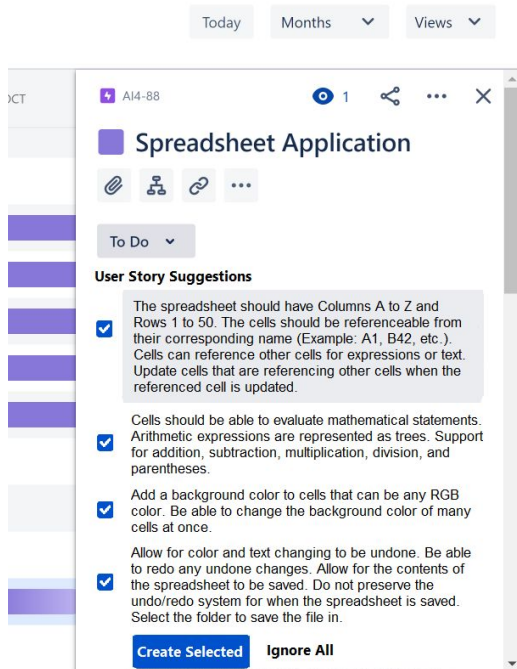 Today Months Views
OCT
AI4-88 1
Spreadsheet Application
To Do
User Story Suggestions
The spreadsheet should have Columns A to Z and
Rows 1 to 50. The cells should be referenceable from
their corresponding name (Example: A1, B42, etc.).
Cells can reference other cells for expressions or text.
Update cells that are referencing other cells when the
referenced cell is updated.
Cells should be able to evaluate mathematical statements.
Arithmetic expressions are represented as trees. Support
for addition, subtraction, multiplication, division, and
parentheses.
Add a background color to cells that can be any RGB
color. Be able to change the background color of many
cells at once.
Allow for color and text changing to be undone. Be able
to redo any undone changes. Allow for the contents of
the spreadsheet to be saved. Do not preserve the
undo/redo system for when the spreadsheet is saved.
Select the folder to save the file in.
Create Selected Ignore All